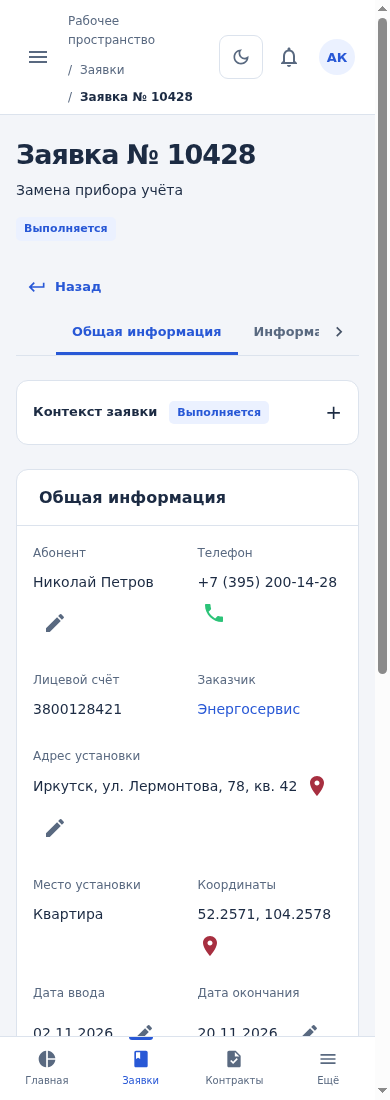 Рабочее
пространство
/ Заявки
/ Заявка № 10428
АК
Заявка № 10428
Замена прибора учёта
Выполняется
Назад
Общая информация Информа
Контекст заявки Выполняется
Общая информация
Абонент Телефон
Николай Петров +7 (395) 200-14-28
Лицевой счёт Заказчик
3800128421 Энергосервис
Адрес установки
Иркутск, ул. Лермонтова, 78, кв. 42
Место установки Координаты
Квартира 52.2571, 104.2578
Дата ввода Дата окончания
02.11.2026 20.11.2026
Главная Заявки Контракты Ещё